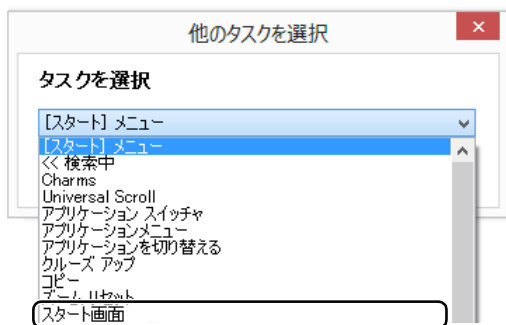 他のタスクを選択
タスクを選択
[スタート] メニュー
[スタート] メニュー
<< 検索中
Charms
Universal Scroll
アプリケーション スイッチャ
アプリケーションメニュー
アプリケーションを切り替える
クルーズ アップ
コピー
ズーム リセット
スタート画面